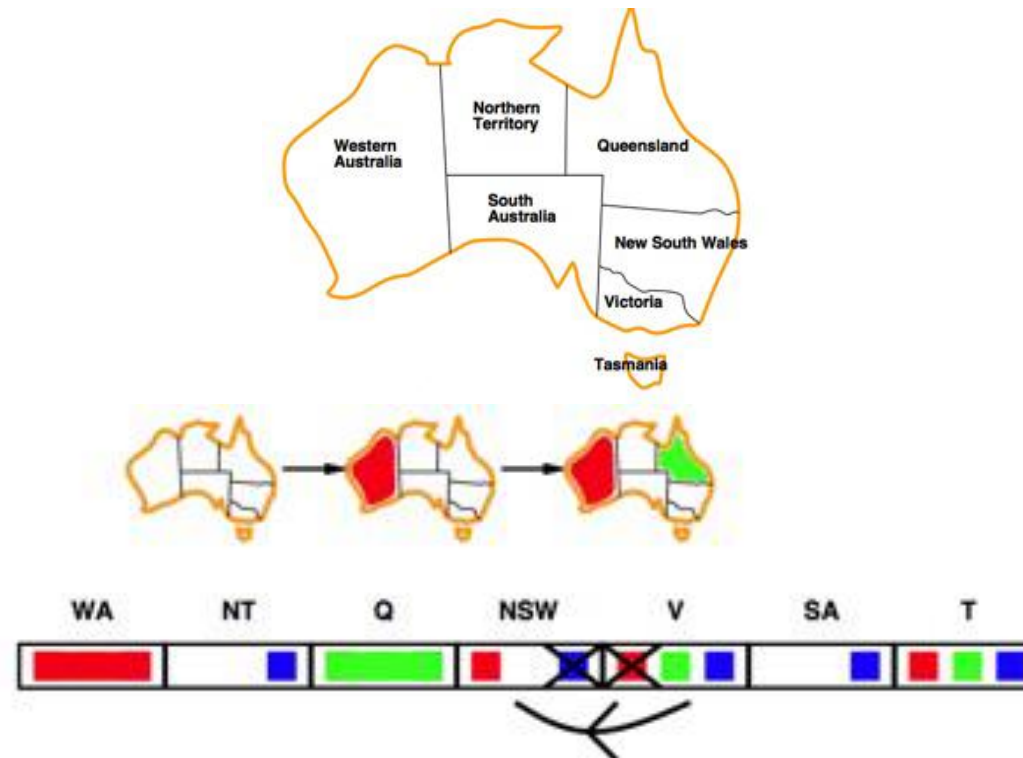 Northern
Territory
Western
Australia
Queensland
South
Australia
New South Wales
Victoria
Tasmania
WA NT Q NSW V SA T